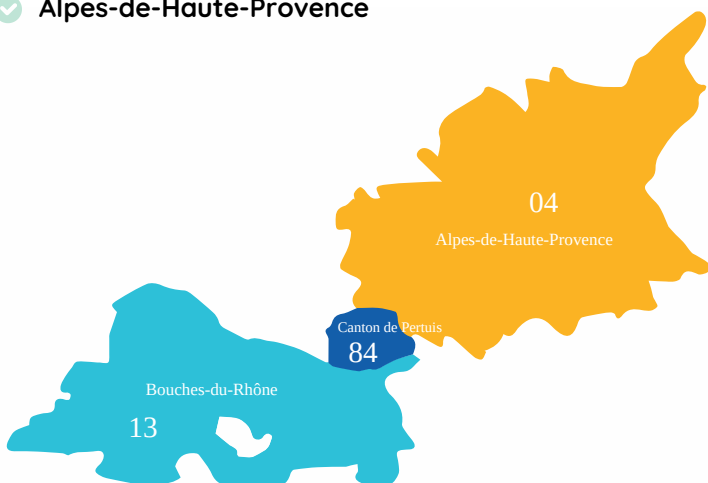 Alpes-de-Haute-Provence
04
Alpes-de-Haute-Provence
Canton de Pertuis
84
Bouches-du-Rhône
13